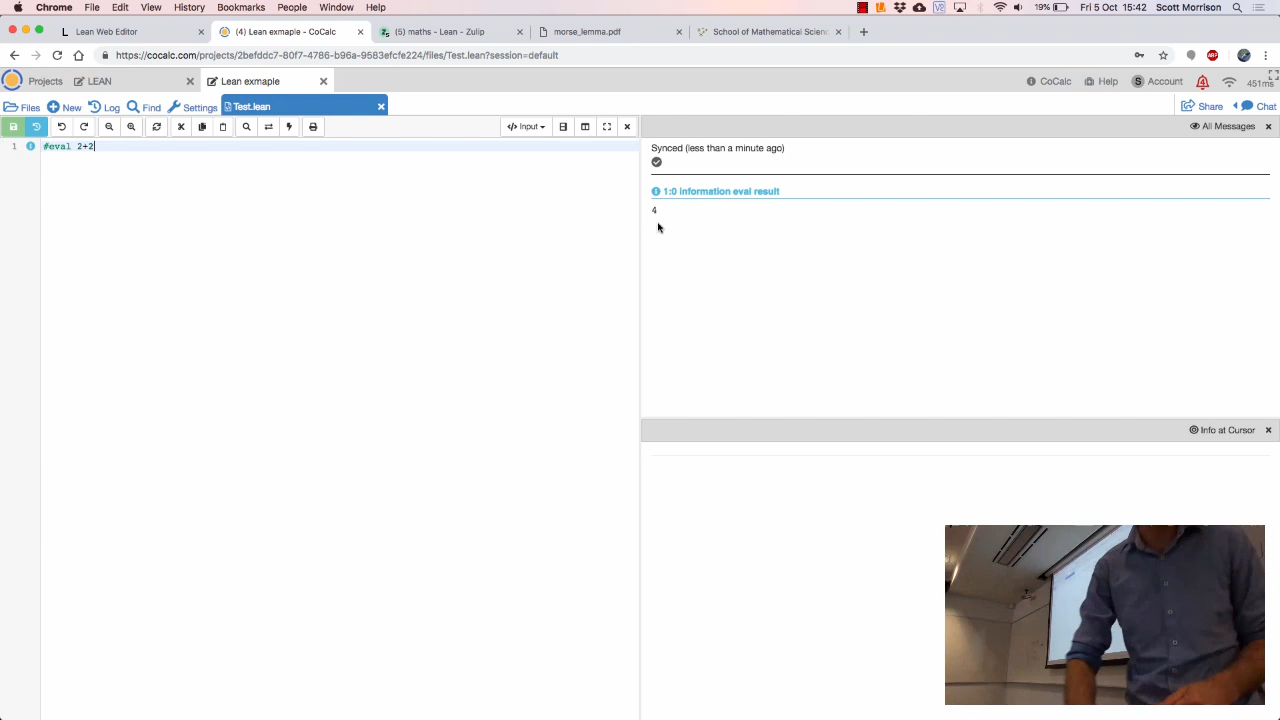 Chrome File Edit View History Bookmarks People Window Help 19% Fri 5 Oct 15:42 Scott Morrison
Lean Web Editor (4) Lean exmaple - CoCalc (5) maths - Lean - Zulip morse_lemma.pdf School of Mathematical Scienc
https://cocalc.com/projects/2befddc7-80f7-4786-b96a-9583efcfe224/files/Test.lean?session=default
Projects LEAN Lean exmaple CoCalc Help S Account 451ms
Files New Log Find Settings Test.lean Share Chat
</> Input All Messages
1 #eval 2+2
Synced (less than a minute ago)
1:0 information eval result
4
Info at Cursor